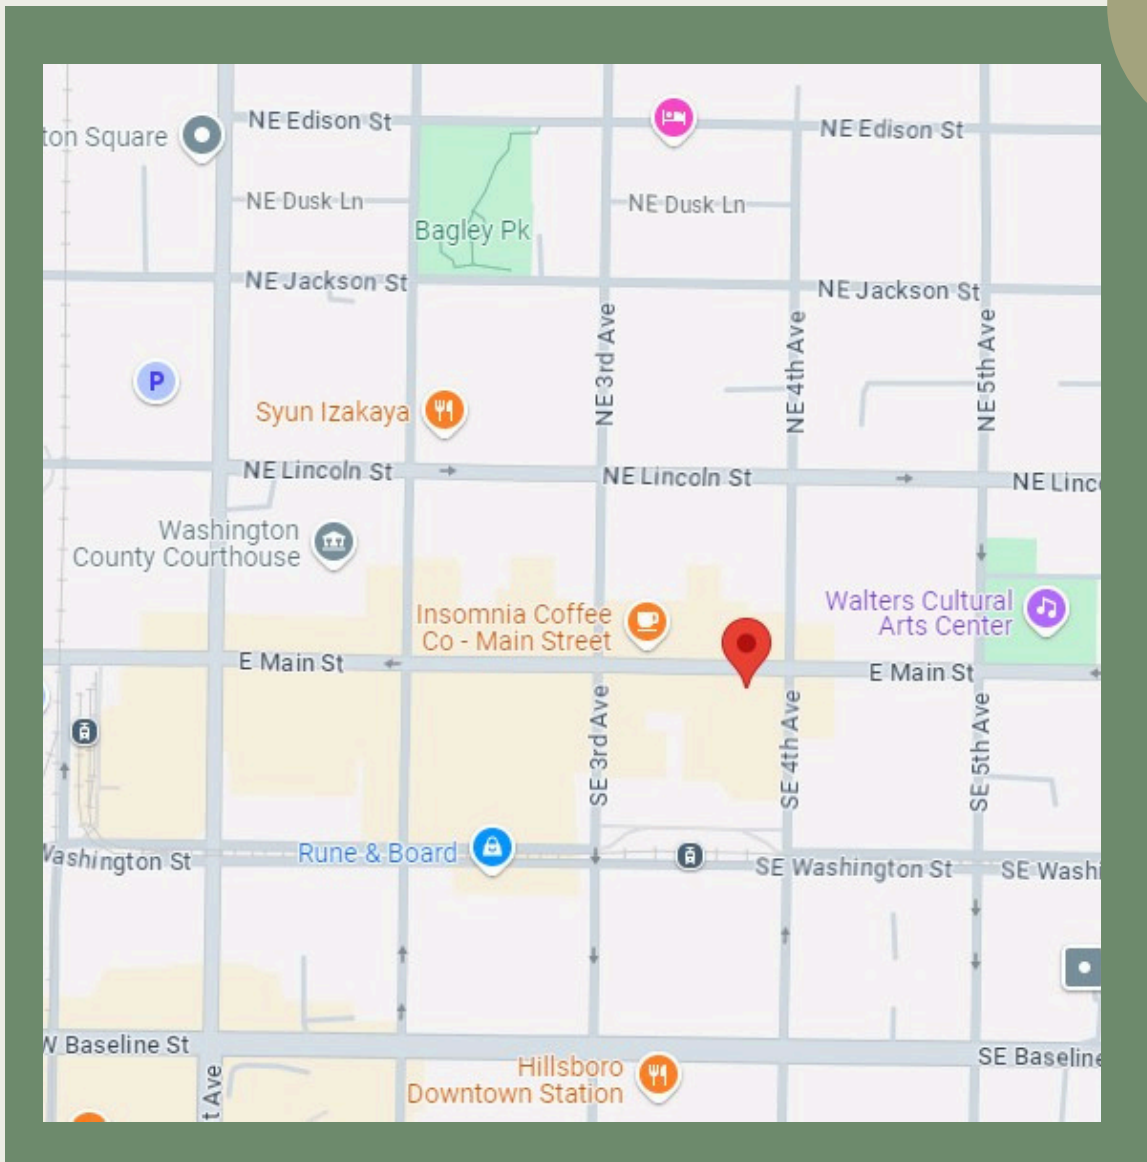 NE Edison St
NE Edison St
ton Square
NE Dusk Ln
NE Dusk Ln
Bagley Pk
NE Jackson St
NE Jackson St
NE 3rd Ave
NE 4th Ave
NE 5th Ave
P
Syun Izakaya
NE Lincoln St
NE Lincoln St
NE Linc
Washington
County Courthouse
Insomnia Coffee
Co - Main Street
Walters Cultural
Arts Center
E Main St
E Main St
SE 3rd Ave
SE 4th Ave
SE 5th Ave
Washington St
Rune & Board
SE Washington St
SE Washi
W Baseline St
SE Baseline
Hillsboro
Downtown Station
t Ave